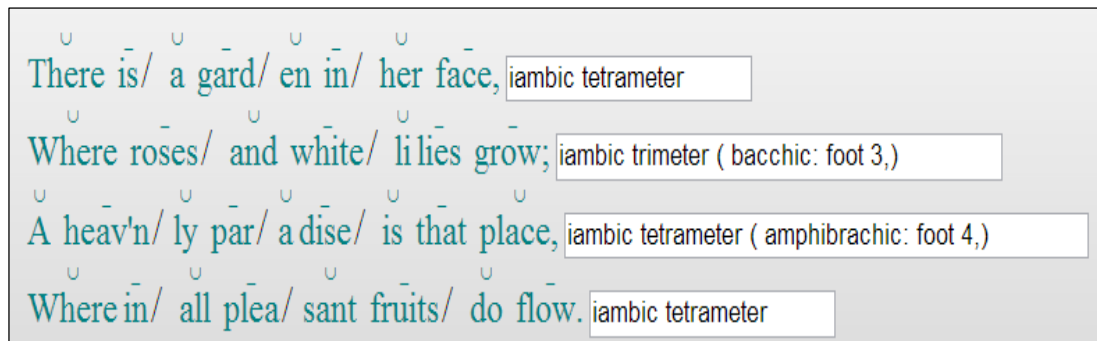 There is/ a gard/ en in/ her face, iambic tetrameter
Where roses/ and white/ li lies grow; iambic trimeter ( bacchic: foot 3,)
A heav'n/ ly par/ a dise/ is that place, iambic tetrameter ( amphibrachic: foot 4,)
Where in/ all plea/ sant fruits/ do flow. iambic tetrameter